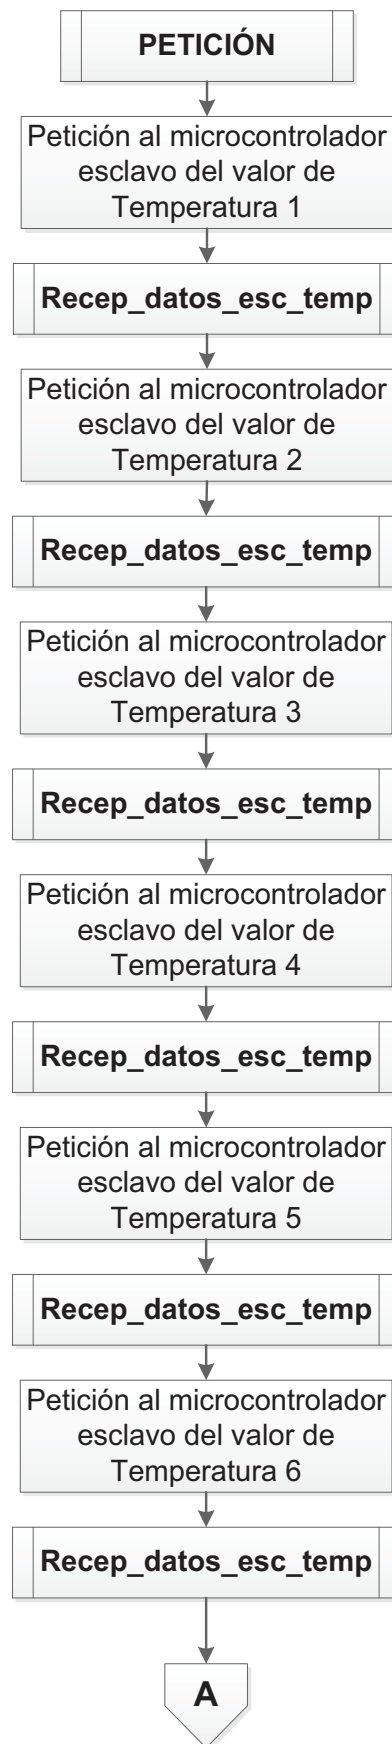 PETICIÓN
Petición al microcontrolador
esclavo del valor de
Temperatura 1
Recep_datos_esc_temp
Petición al microcontrolador
esclavo del valor de
Temperatura 2
Recep_datos_esc_temp
Petición al microcontrolador
esclavo del valor de
Temperatura 3
Recep_datos_esc_temp
Petición al microcontrolador
esclavo del valor de
Temperatura 4
Recep_datos_esc_temp
Petición al microcontrolador
esclavo del valor de
Temperatura 5
Recep_datos_esc_temp
Petición al microcontrolador
esclavo del valor de
Temperatura 6
Recep_datos_esc_temp
A